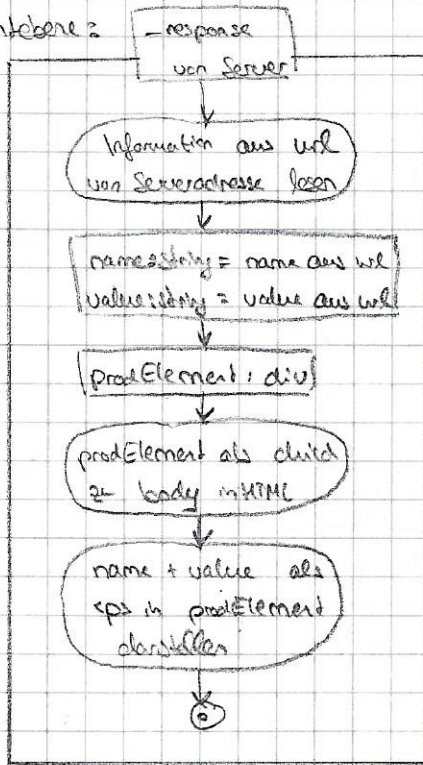 ntebene:
-response
von Server
Information aus url
von Serveradresse lesen
name:string = name aus url
value:string = value aus url
prodElement: div
prodElement als child
zu body in HTML
name + value als
<p> in prodElement
darstellen